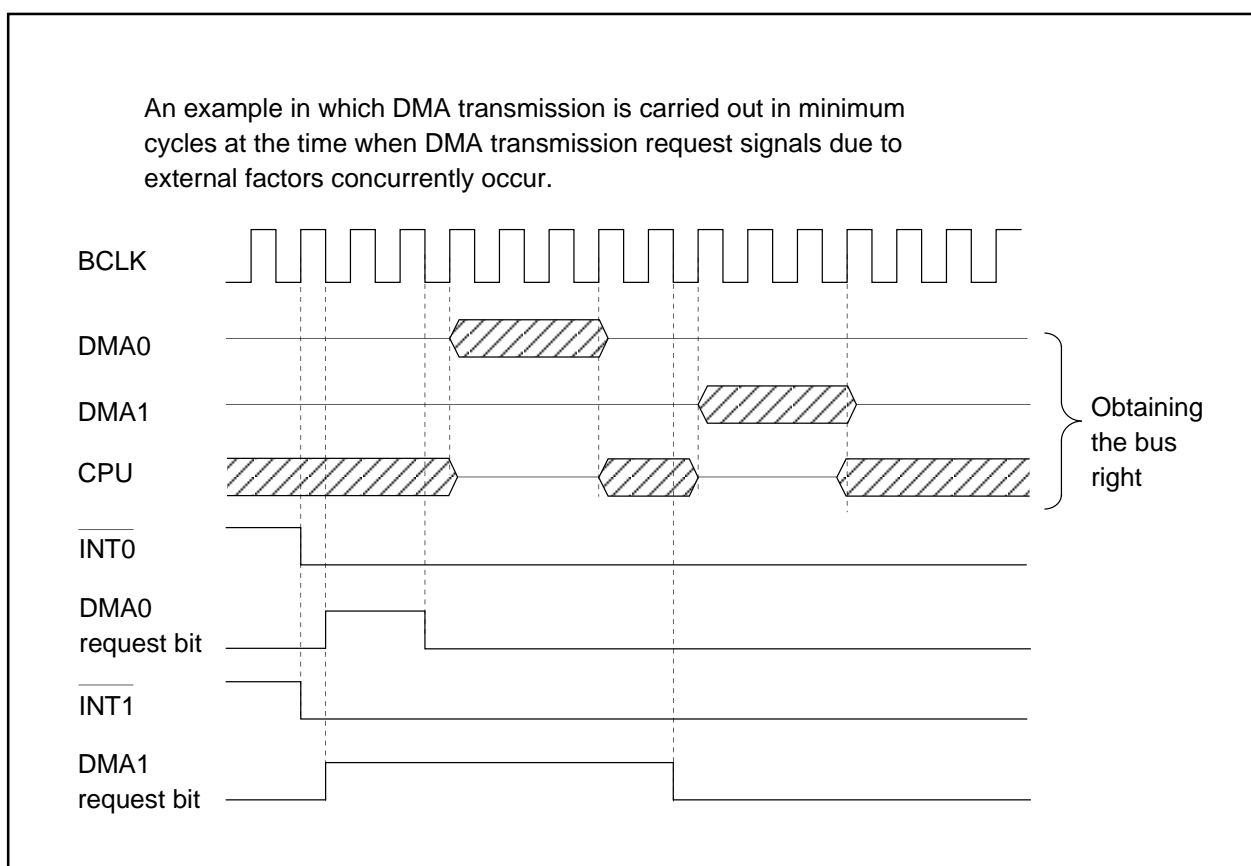 An example in which DMA transmission is carried out in minimum
cycles at the time when DMA transmission request signals due to
external factors concurrently occur.
BCLK
DMA0
DMA1
CPU
Obtaining
the bus
right
INT0
DMA0
request bit
INT1
DMA1
request bit